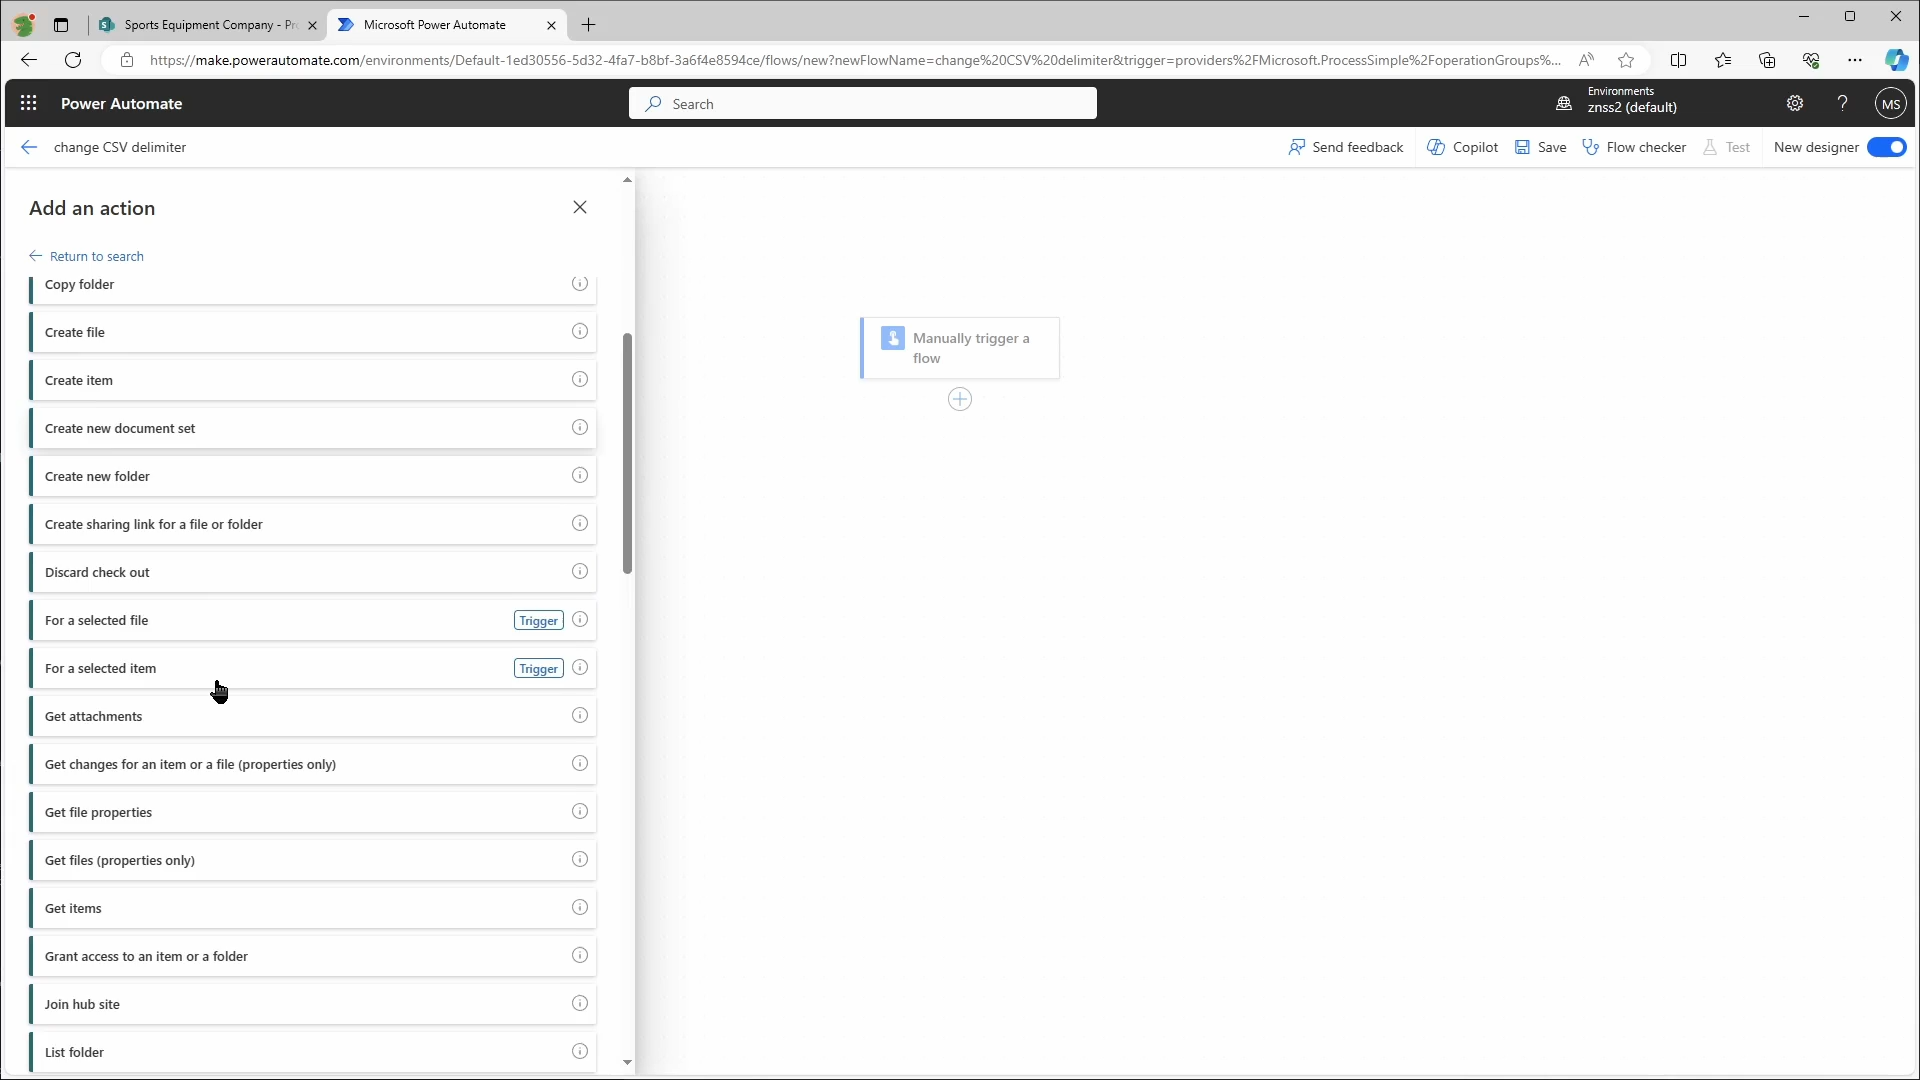 Sports Equipment Company - Pr
Microsoft Power Automate
https://make.powerautomate.com/environments/Default-1ed30556-5d32-4fa7-b8bf-3a6f4e8594ce/flows/new?newFlowName=change%20CSV%20delimiter&trigger=providers%2FMicrosoft.ProcessSimple%2FoperationGroups%...
Power Automate
Search
Environments
znss2 (default)
MS
change CSV delimiter
Send feedback
Copilot
Save
Flow checker
Test
New designer
Add an action
Return to search
Copy folder
Create file
Create item
Create new document set
Create new folder
Create sharing link for a file or folder
Discard check out
For a selected file
Trigger
For a selected item
Trigger
Get attachments
Get changes for an item or a file (properties only)
Get file properties
Get files (properties only)
Get items
Grant access to an item or a folder
Join hub site
List folder
Manually trigger a
flow